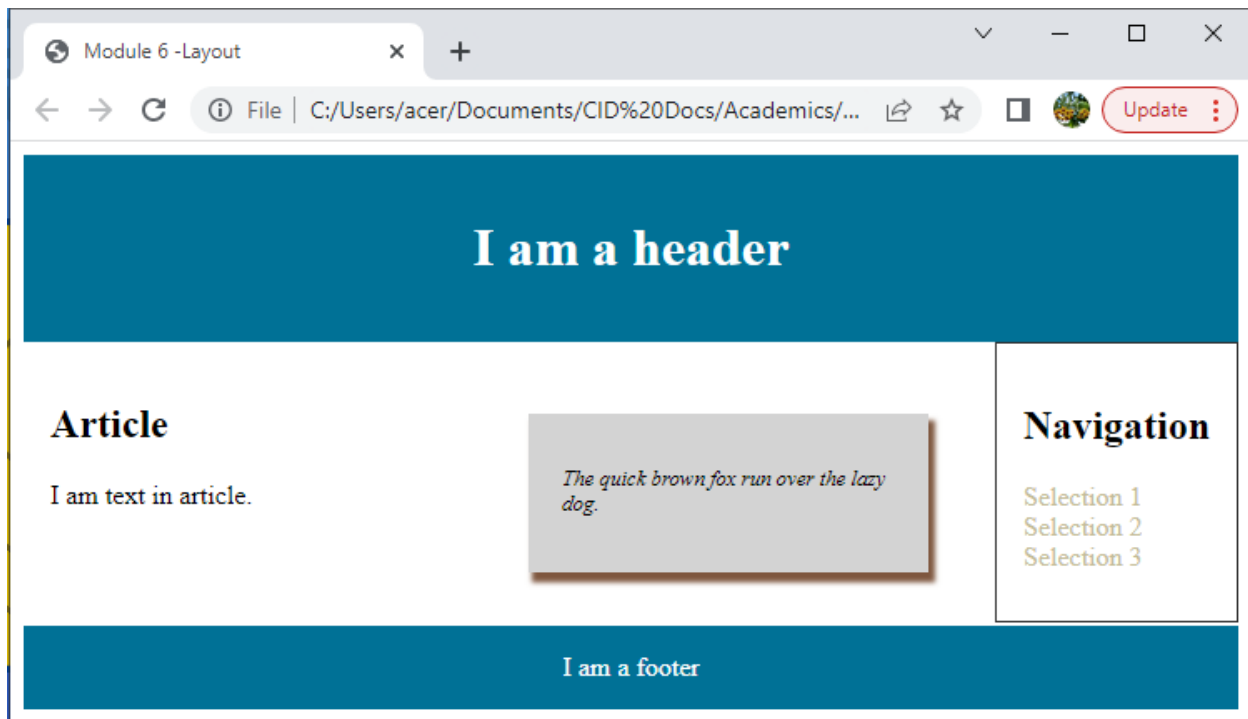 Module 6 -Layout
File
C:/Users/acer/Documents/CID%20Docs/Academics/...
Update
I am a header
Article
I am text in article.
The quick brown fox run over the lazy
dog.
Navigation
Selection 1
Selection 2
Selection 3
I am a footer